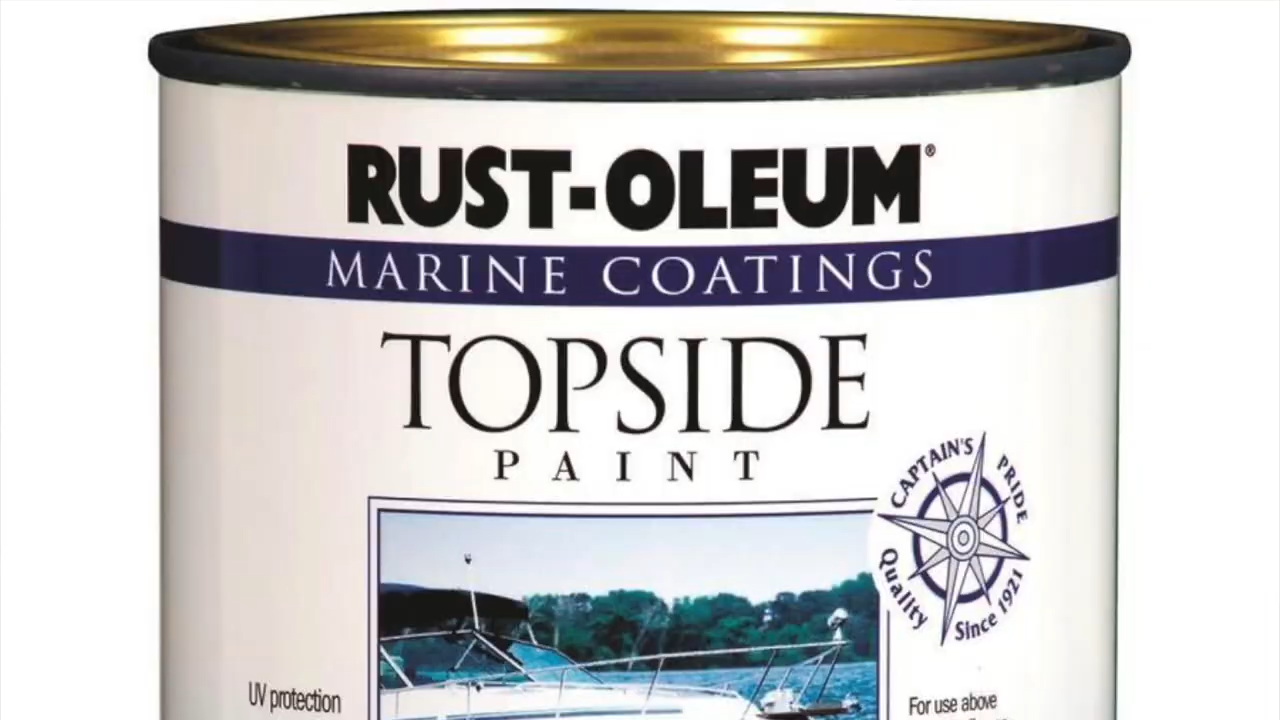 RUST-OLEUM®
MARINE COATINGS
TOPSIDE
PAINT
CAPTAIN'S PRIDE
Quality Since 1921
UV protection
For use above